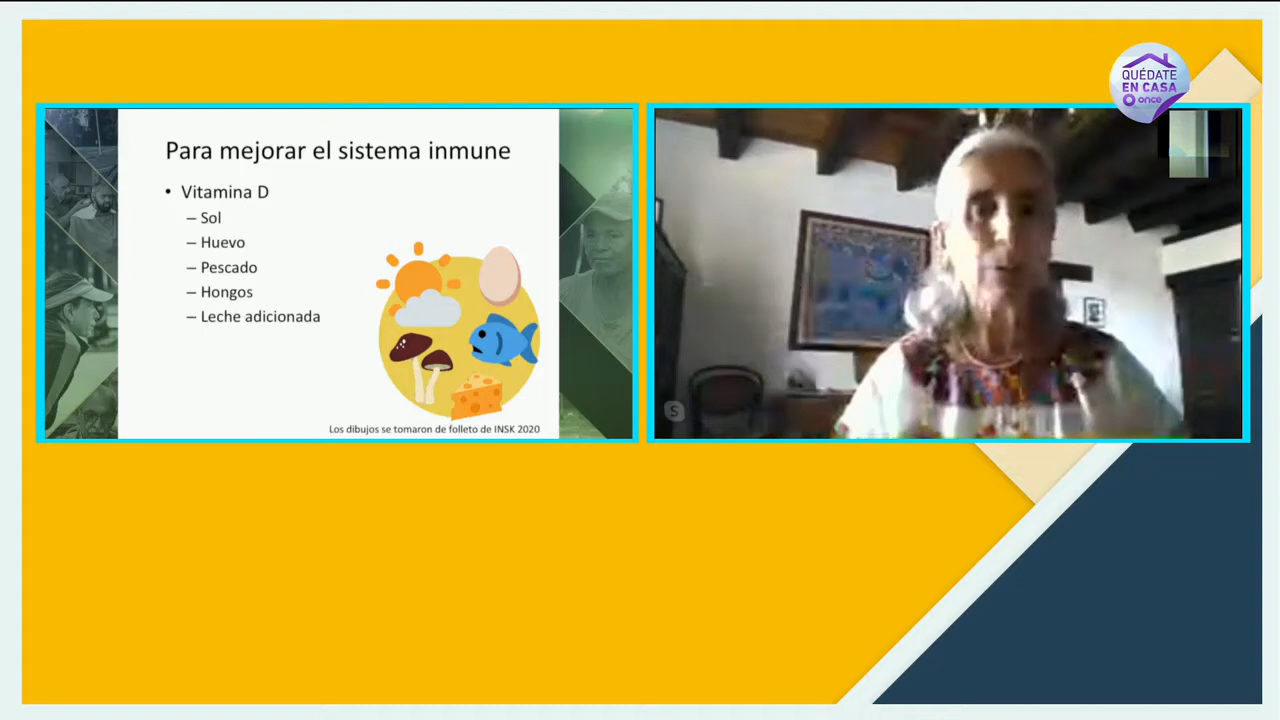 QUÉDATE
EN CASA
once
Para mejorar el sistema inmune
• Vitamina D
– Sol
– Huevo
– Pescado
– Hongos
– Leche adicionada
Los dibujos se tomaron de folleto de INSK 2020
S